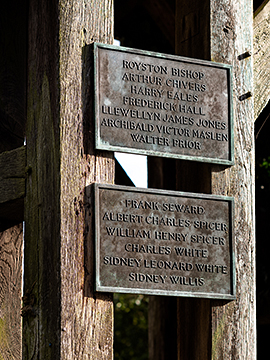 ROYSTON BISHOP
ARTHUR CHIVERS
HARRY EALES
FREDERICK HALL
LLEWELLYN JAMES JONES
ARCHIBALD VICTOR MASLEN
WALTER PRIOR
FRANK SEWARD
ALBERT CHARLES SPICER
WILLIAM HENRY SPICER
CHARLES WHITE
SIDNEY LEONARD WHITE
SIDNEY WILLIS